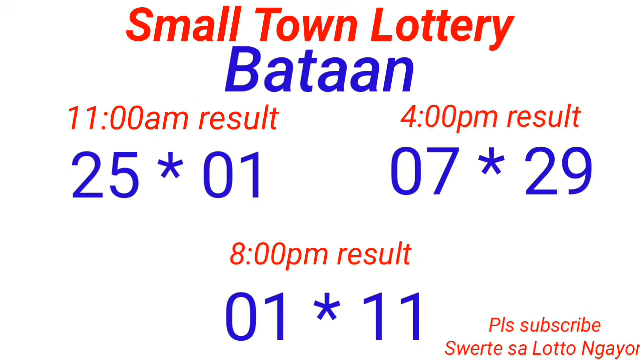 Small Town Lottery
Bataan
11:00am result
25 * 01
4:00pm result
07 * 29
8:00pm result
01 * 11
Pls subscribe
Swerte sa Lotto Ngayon